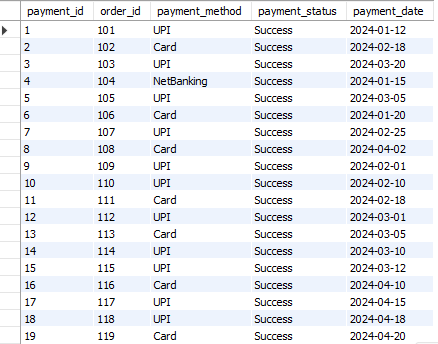 payment_id order_id payment_method payment_status payment_date
1 101 UPI Success 2024-01-12
2 102 Card Success 2024-02-18
3 103 UPI Success 2024-03-20
4 104 NetBanking Success 2024-01-15
5 105 UPI Success 2024-03-05
6 106 Card Success 2024-01-20
7 107 UPI Success 2024-02-25
8 108 Card Success 2024-04-02
9 109 UPI Success 2024-02-01
10 110 UPI Success 2024-02-10
11 111 Card Success 2024-02-18
12 112 UPI Success 2024-03-01
13 113 Card Success 2024-03-05
14 114 UPI Success 2024-03-10
15 115 UPI Success 2024-03-12
16 116 Card Success 2024-04-10
17 117 UPI Success 2024-04-15
18 118 UPI Success 2024-04-18
19 119 Card Success 2024-04-20